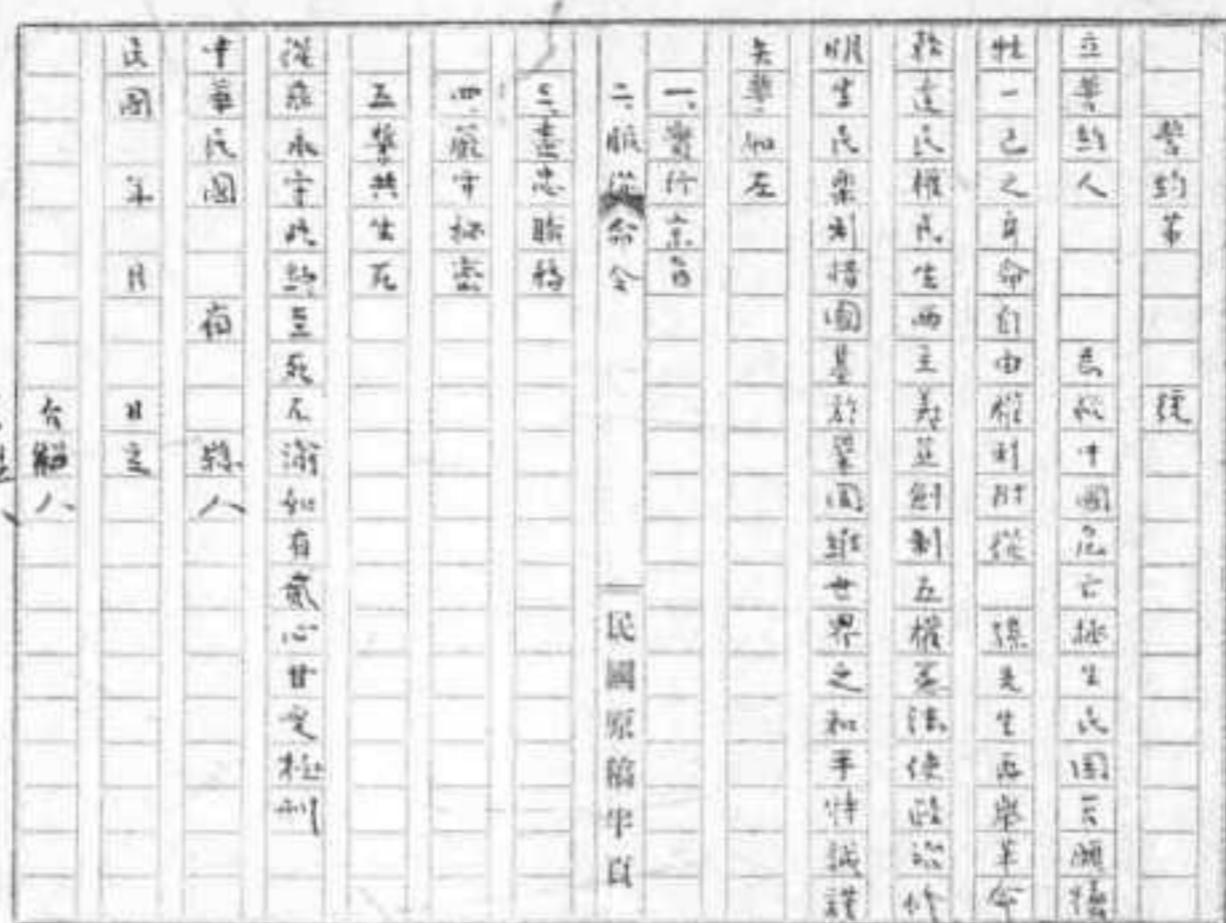 誓約第 號
立誓約人 為救中國危亡拯生民困苦願犧
牲一己之身命自由權利附從 孫先生再舉革命
務達民權民生兩主義並創制五權憲法使政治修
明生民樂利措國基於鞏固維世界之和平特誠謹
矢誓如左
一、實行宗旨
二、服從命令
民國原稿
三、盡忠職務
四、嚴守秘密
五、誓共生死
從茲永守此約至死不渝如有貳心甘受極刑
中華民國 省 縣人
民國 年 月 日立
介紹人